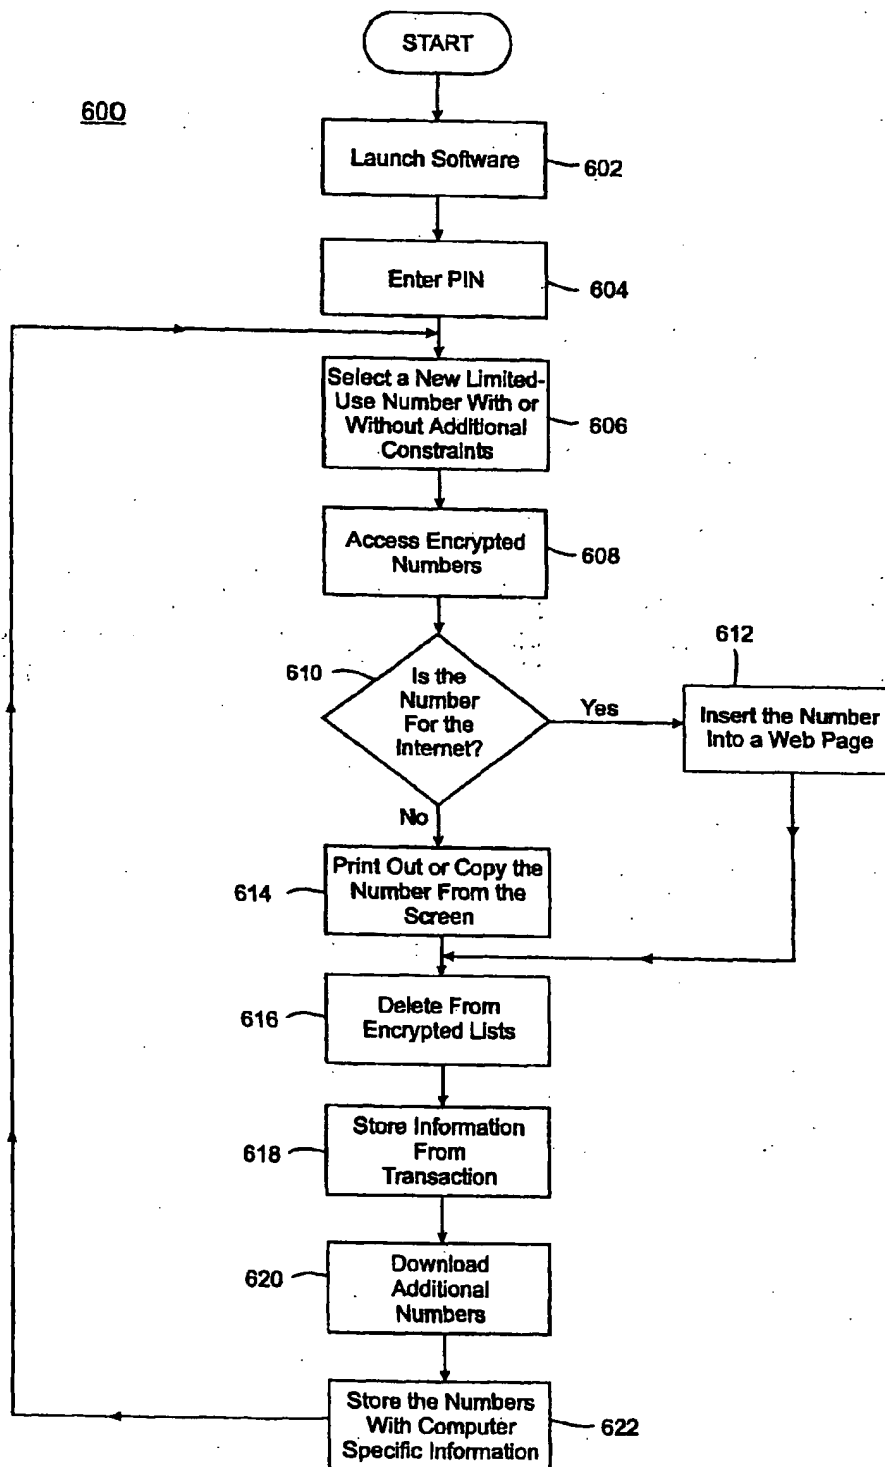 START
600
Launch Software
602
Enter PIN
604
Select a New Limited-
Use Number With or
Without Additional
Constraints
606
Access Encrypted
Numbers
608
610
Is the
Number
For the
Internet?
Yes
612
Insert the Number
Into a Web Page
No
614
Print Out or Copy the
Number From the
Screen
616
Delete From
Encrypted Lists
618
Store Information
From
Transaction
620
Download
Additional
Numbers
Store the Numbers
With Computer
Specific Information
622